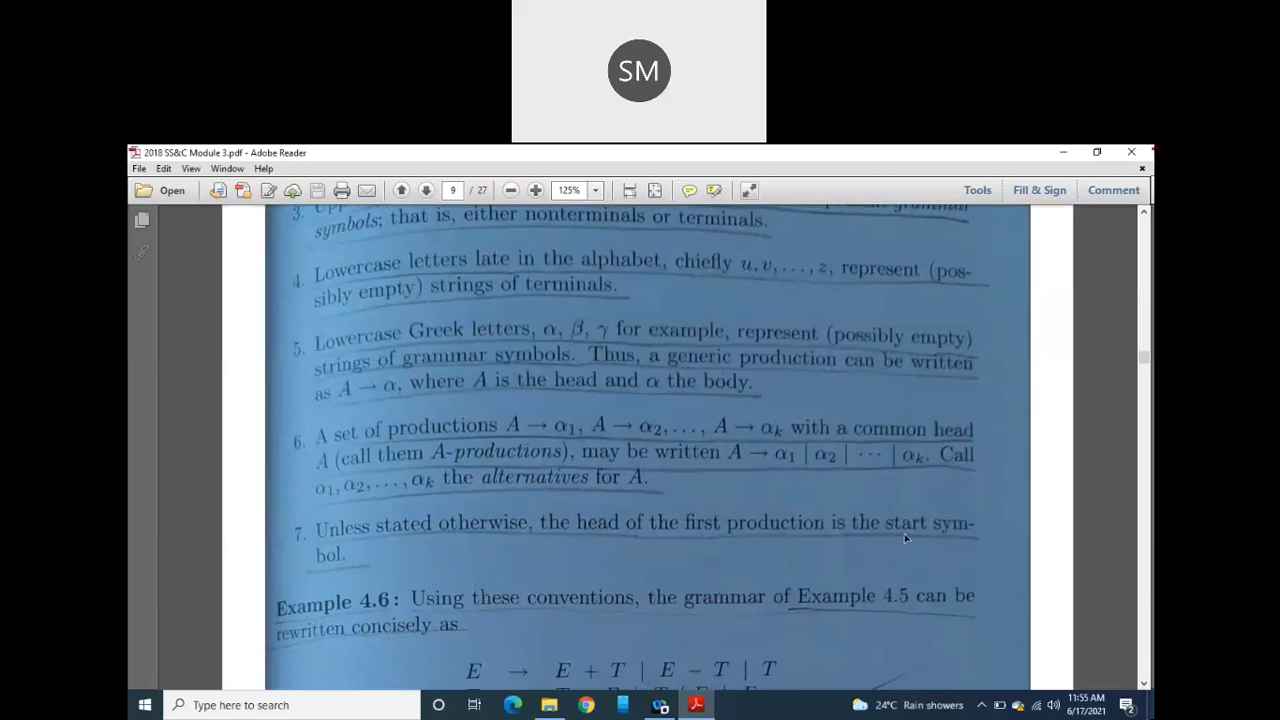 SM
2018 SS&C Module 3.pdf - Adobe Reader
File Edit View Window Help
Open 9 / 27 125% Tools Fill & Sign Comment
3.
symbols; that is, either nonterminals or terminals.
4. Lowercase letters late in the alphabet, chiefly u, v, . . . , z, represent (pos-
sibly empty) strings of terminals.
5. Lowercase Greek letters, α, β, γ for example, represent (possibly empty)
strings of grammar symbols. Thus, a generic production can be written
as A → α, where A is the head and α the body.
6. A set of productions A → α₁, A → α₂, . . . , A → αₖ with a common head
A (call them A-productions), may be written A → α₁ | α₂ | ⋯ | αₖ. Call
α₁, α₂, . . . , αₖ the alternatives for A.
7. Unless stated otherwise, the head of the first production is the start sym-
bol.
Example 4.6: Using these conventions, the grammar of Example 4.5 can be
rewritten concisely as
E → E + T | E − T | T
Type here to search
24°C Rain showers
11:55 AM
6/17/2021
2